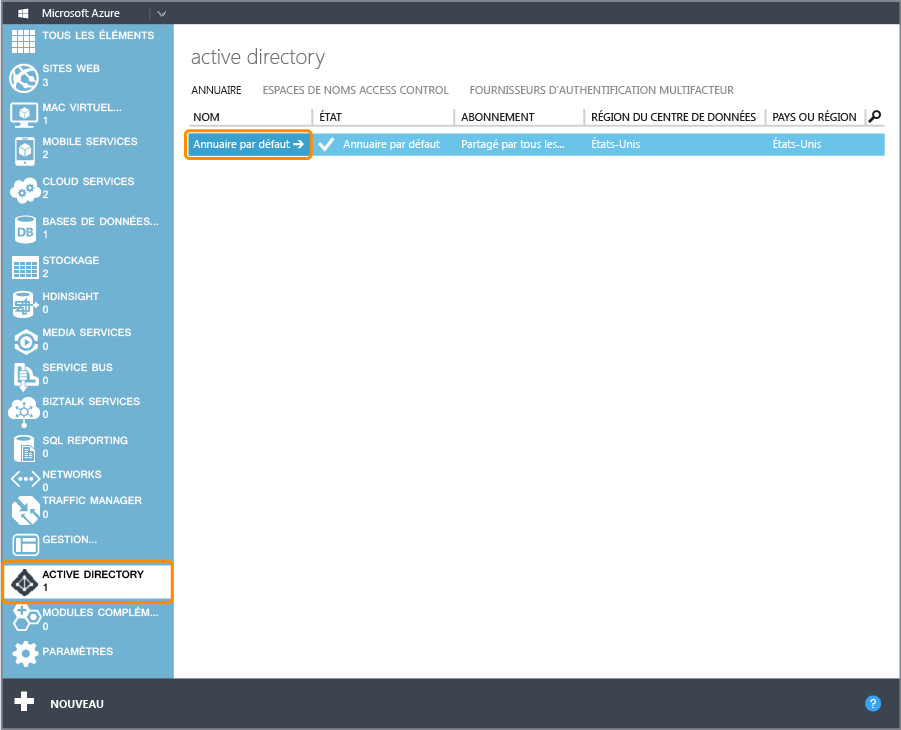 Microsoft Azure
TOUS LES ÉLÉMENTS
SITES WEB
3
MAC VIRTUEL...
1
MOBILE SERVICES
2
CLOUD SERVICES
2
BASES DE DONNÉES...
1
STOCKAGE
2
HDINSIGHT
0
MEDIA SERVICES
0
SERVICE BUS
0
BIZTALK SERVICES
0
SQL REPORTING
0
NETWORKS
0
TRAFFIC MANAGER
0
GESTION...
ACTIVE DIRECTORY
1
MODULES COMPLÉM...
0
PARAMÈTRES
active directory
ANNUAIRE ESPACES DE NOMS ACCESS CONTROL FOURNISSEURS D'AUTHENTIFICATION MULTIFACTEUR
NOM ÉTAT ABONNEMENT RÉGION DU CENTRE DE DONNÉES PAYS OU RÉGION
Annuaire par défaut → Annuaire par défaut Partagé par tous les... États-Unis États-Unis
DB
NOUVEAU
?